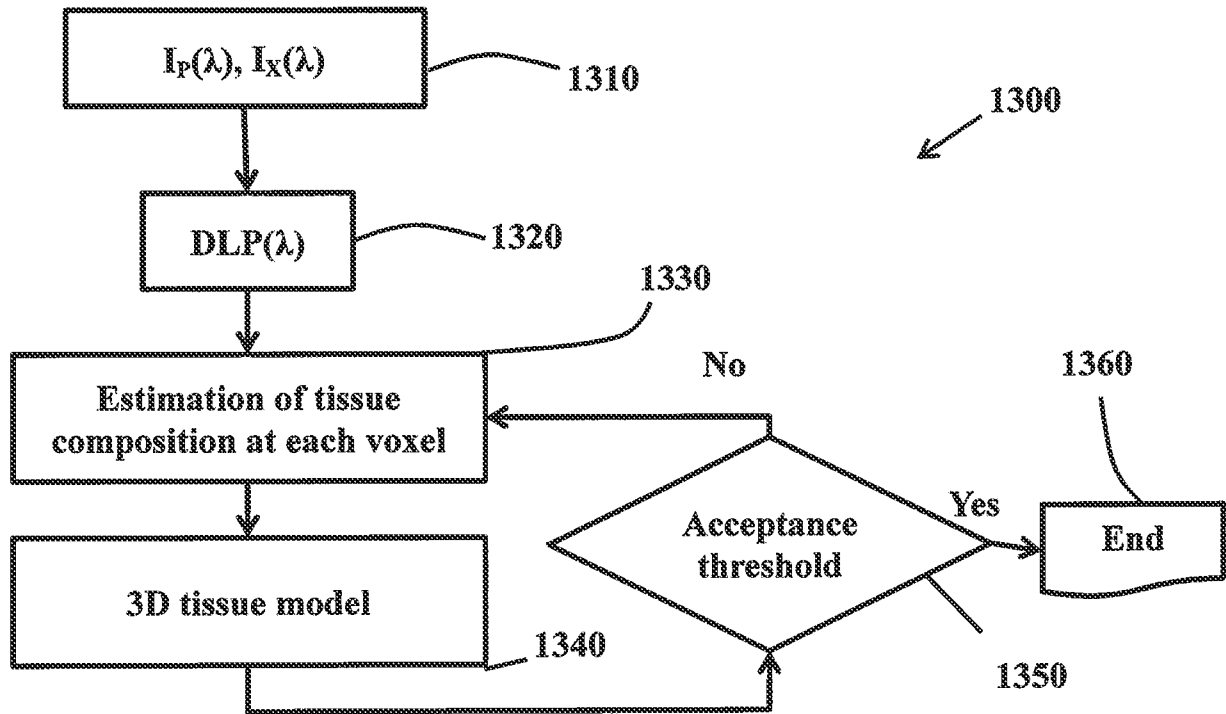 I_P(λ), I_X(λ)
1310
1300
DLP(λ)
1320
1330
Estimation of tissue
composition at each voxel
No
1360
Acceptance
threshold
Yes
End
3D tissue model
1340
1350